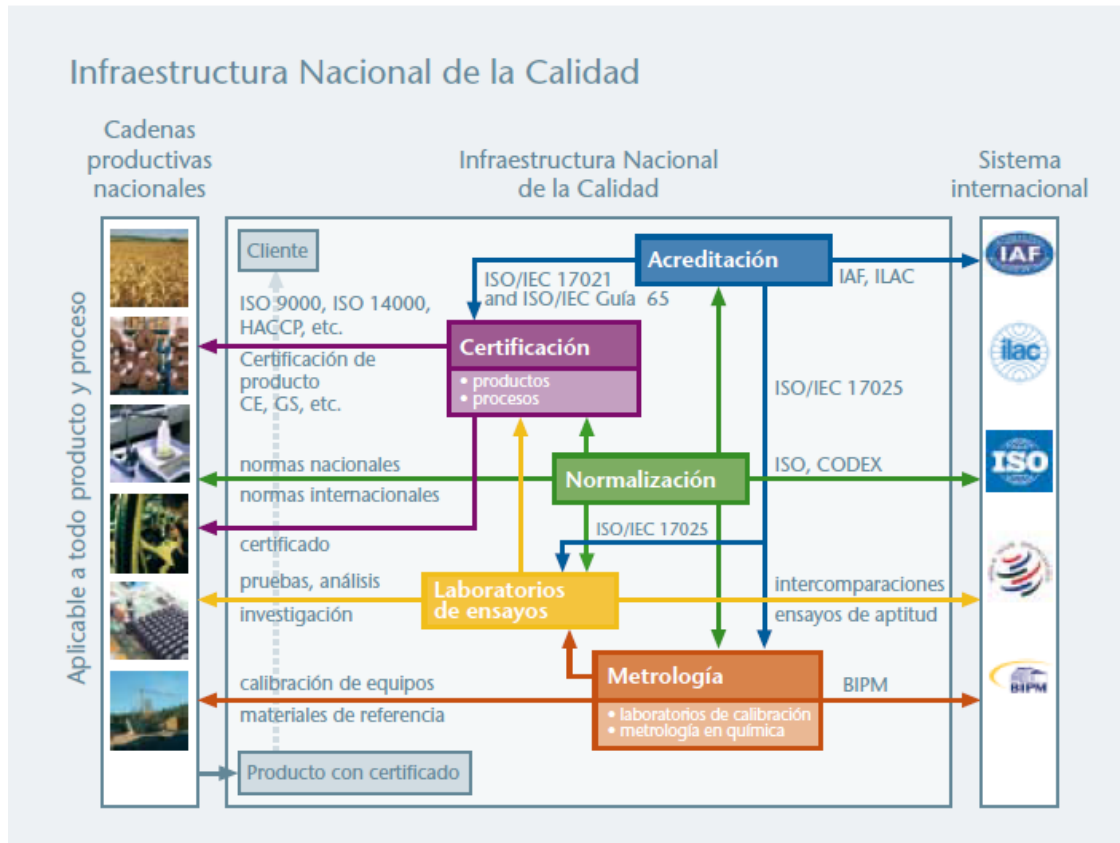 Infraestructura Nacional de la Calidad
Cadenas
productivas
nacionales
Infraestructura Nacional
de la Calidad
Sistema
internacional
Aplicable a todo producto y proceso
Cliente
Acreditación
IAF, ILAC
IAF
ISO/IEC 17021
and ISO/IEC Guía 65
ISO 9000, ISO 14000,
HACCP, etc.
Certificación
• productos
• procesos
Certificación de
producto
CE, GS, etc.
ilac
ISO/IEC 17025
normas nacionales
normas internacionales
Normalización
ISO, CODEX
ISO
ISO/IEC 17025
certificado
pruebas, análisis
investigación
Laboratorios
de ensayos
intercomparaciones
ensayos de aptitud
Metrología
• laboratorios de calibración
• metrología en química
calibración de equipos
materiales de referencia
BIPM
BIPM
Producto con certificado